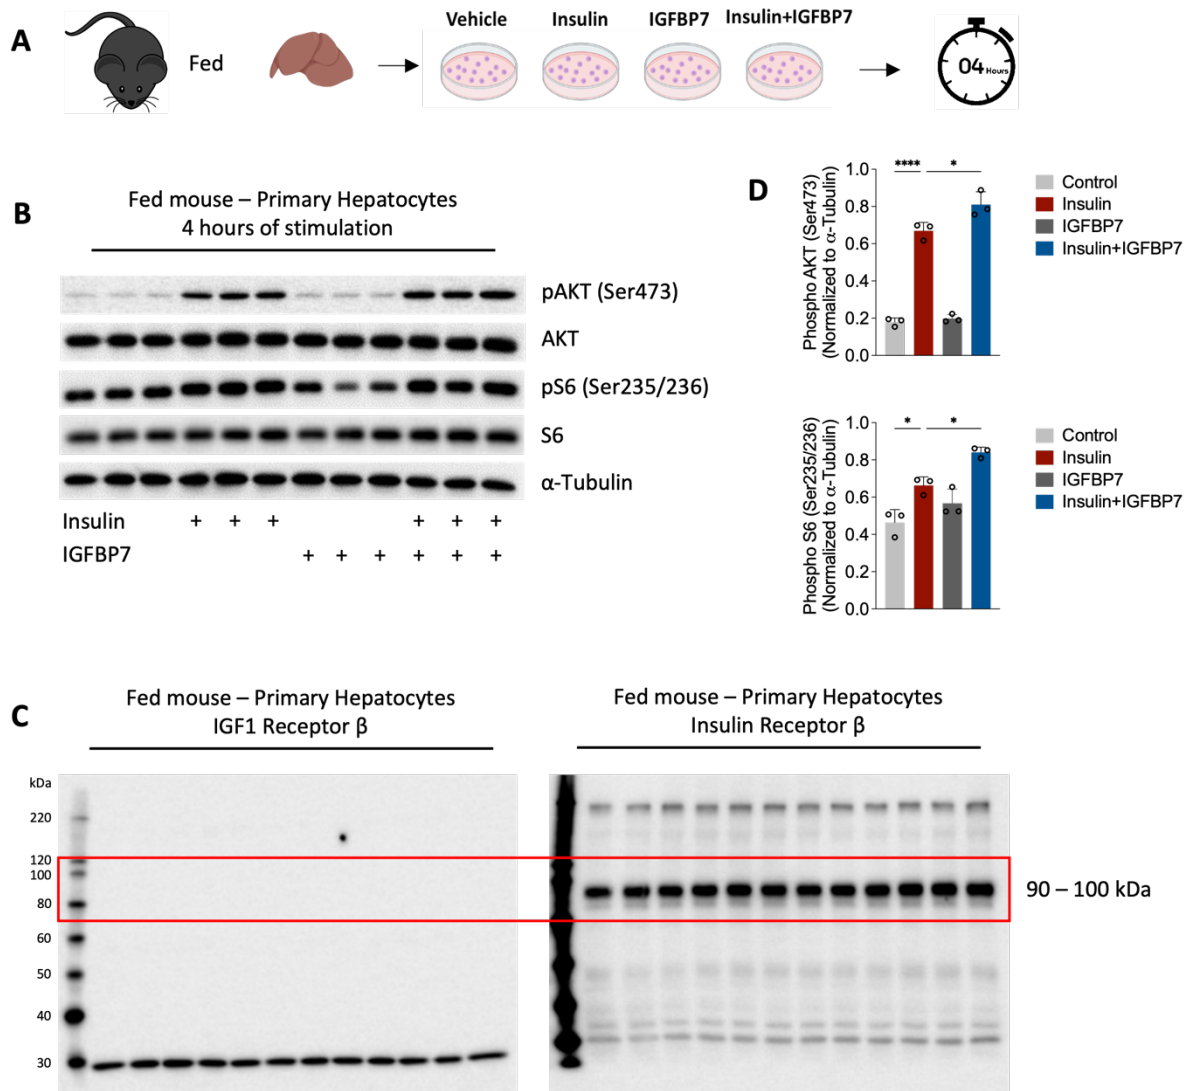 A
Fed
Vehicle
Insulin
IGFBP7
Insulin+IGFBP7
04 Hours
B
Fed mouse – Primary Hepatocytes
4 hours of stimulation
pAKT (Ser473)
AKT
pS6 (Ser235/236)
S6
α-Tubulin
Insulin + + + + + +
IGFBP7 + + + + + +
D
Phospho AKT (Ser473)
(Normalized to α-Tubulin)
1.0
0.8
0.6
0.4
0.2
0.0
**** *
Control
Insulin
IGFBP7
Insulin+IGFBP7
Phospho S6 (Ser235/236)
(Normalized to α-Tubulin)
1.0
0.8
0.6
0.4
0.2
0.0
* *
Control
Insulin
IGFBP7
Insulin+IGFBP7
C
Fed mouse – Primary Hepatocytes
IGF1 Receptor β
kDa
220
120
100
80
60
50
40
30
Fed mouse – Primary Hepatocytes
Insulin Receptor β
90 – 100 kDa